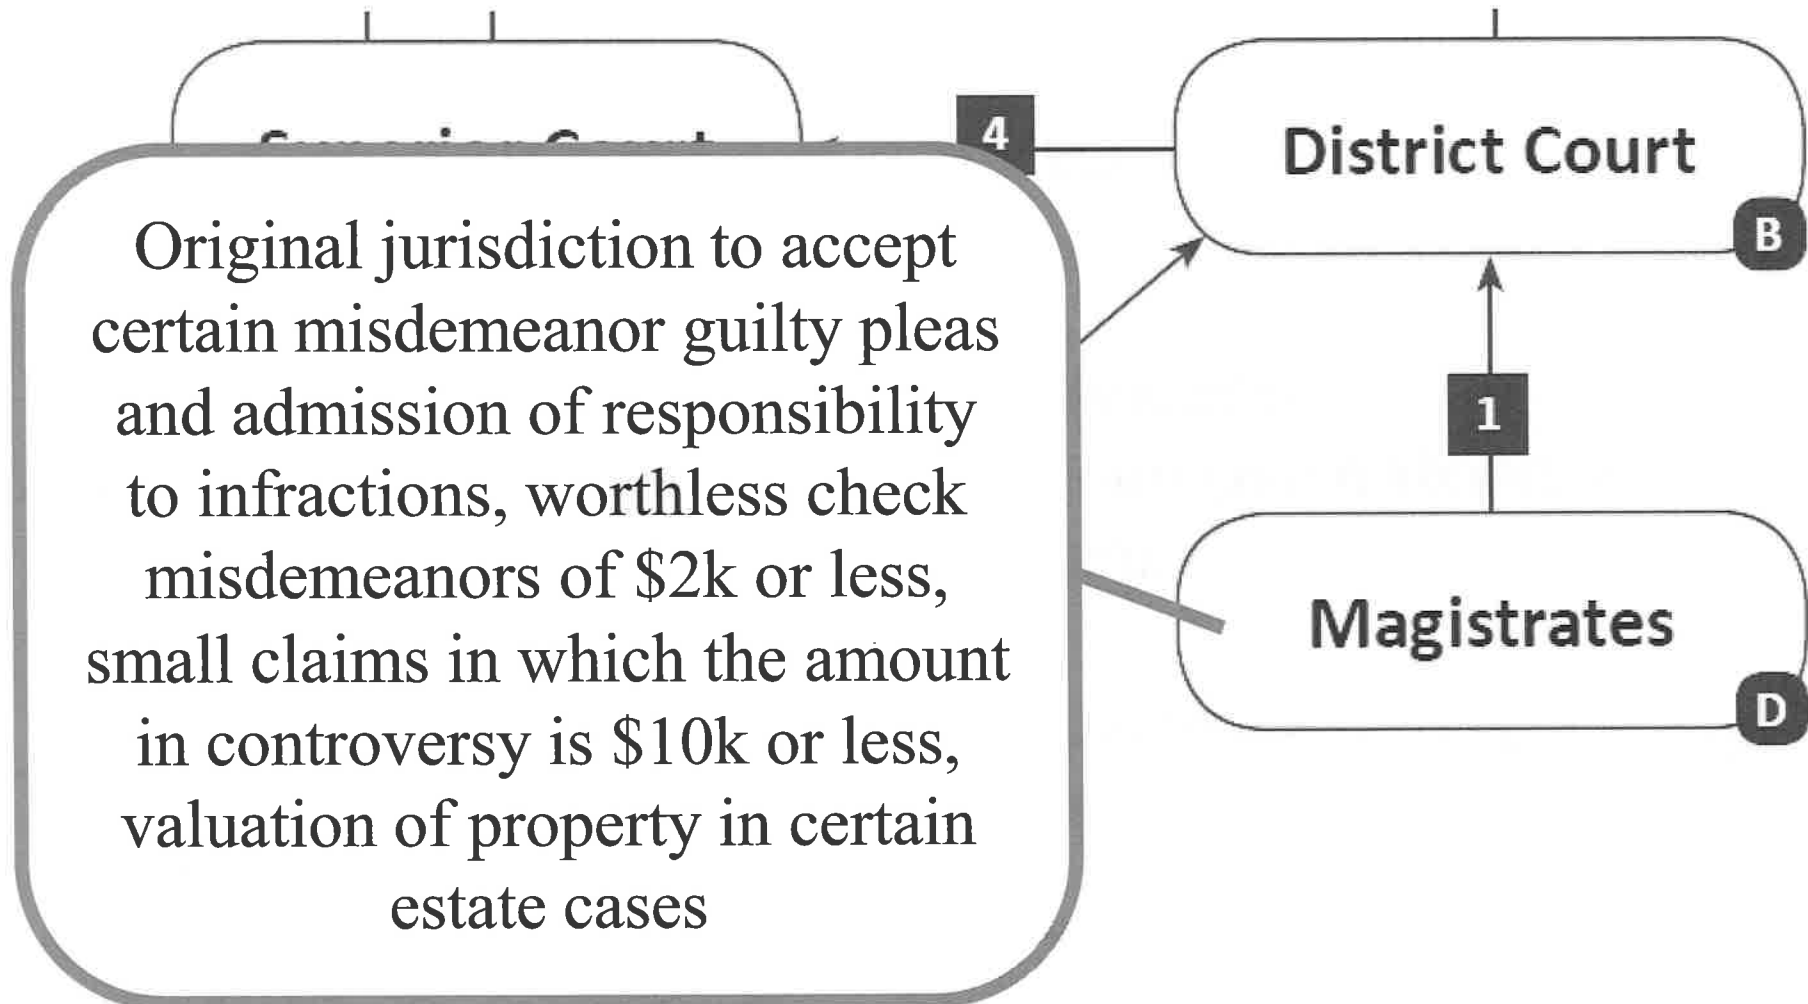 4
District Court
B
Original jurisdiction to accept
certain misdemeanor guilty pleas
and admission of responsibility
to infractions, worthless check
misdemeanors of $2k or less,
small claims in which the amount
in controversy is $10k or less,
valuation of property in certain
estate cases
1
Magistrates
D